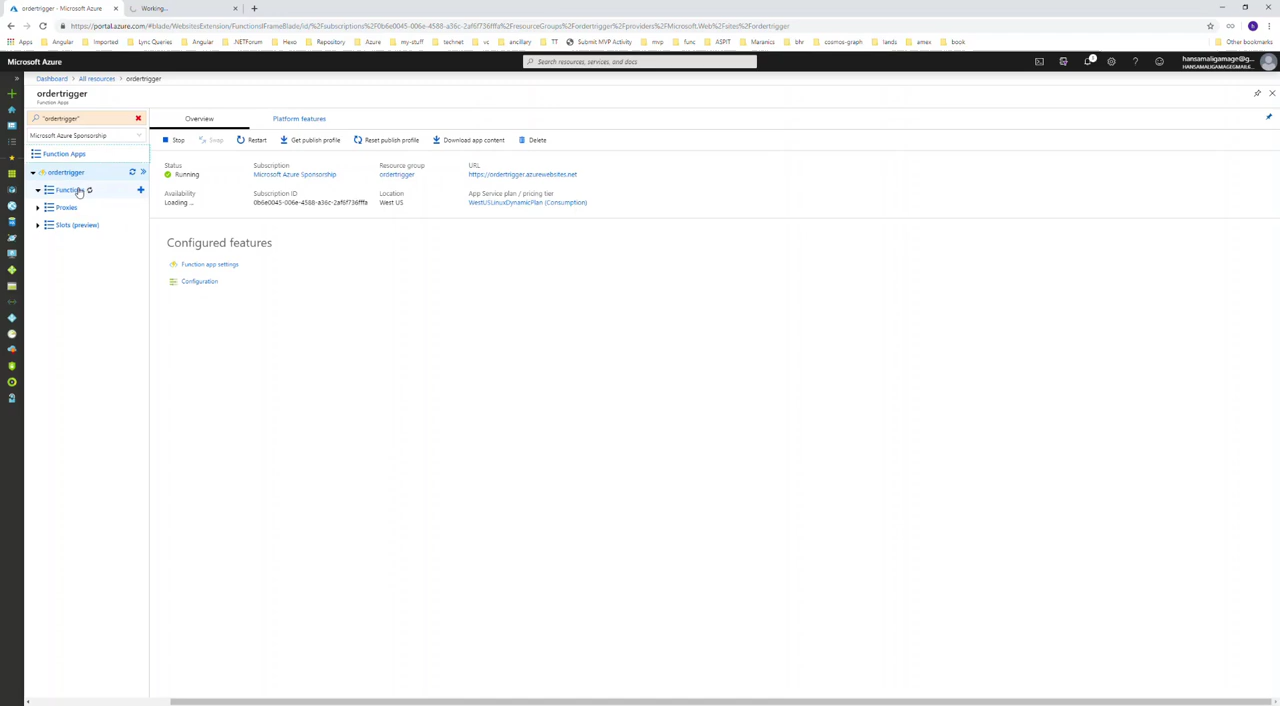 ordertrigger - Microsoft Azure
Working...
https://portal.azure.com/#blade/WebsitesExtension/FunctionsIFrameBlade/id/%2Fsubscriptions%2F0b6e0045-006e-4588-a36c-2af6f736fffa%2FresourceGroups%2Fordertrigger%2Fproviders%2FMicrosoft.Web%2Fsites%2Fordertrigger
Apps Angular Imported Lync Queries Angular .NETForum Hexo Repository Azure my-stuff technet vc ancillary TT Submit MVP Activity mvp func ASPIT Maranics bhr cosmos-graph lands amex book Other bookmarks
Microsoft Azure
Search resources, services, and docs
1
hansamaligamage@g...
Dashboard > All resources > ordertrigger
ordertrigger
Function Apps
"ordertrigger"
Microsoft Azure Sponsorship
Function Apps
ordertrigger
Functions
Proxies
Slots (preview)
Overview Platform features
Stop Swap Restart Get publish profile Reset publish profile Download app content Delete
Status Subscription Resource group URL
Running Microsoft Azure Sponsorship ordertrigger https://ordertrigger.azurewebsites.net
Availability Subscription ID Location App Service plan / pricing tier
Loading ... 0b6e0045-006e-4588-a36c-2af6f736fffa West US WestUSLinuxDynamicPlan (Consumption)
Configured features
Function app settings
Configuration